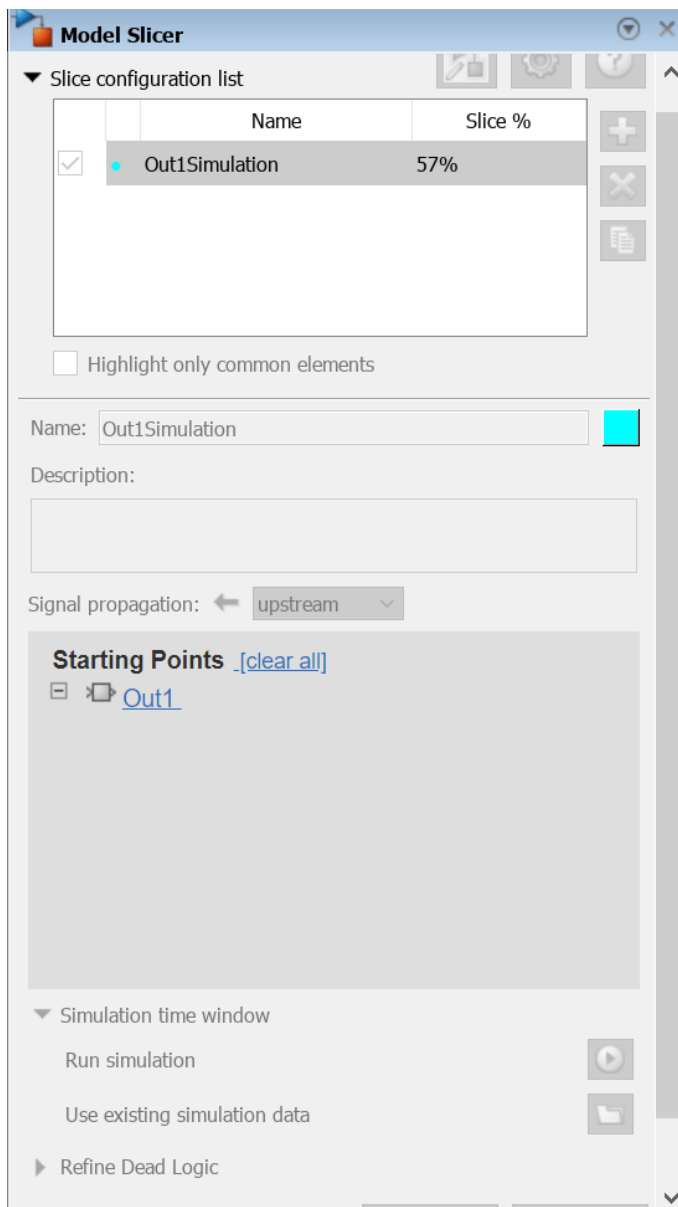 Model Slicer
Slice configuration list
?
Name Slice %
Out1Simulation 57%
Highlight only common elements
Name: Out1Simulation
Description:
Signal propagation: upstream
Starting Points [clear all]
Out1
Simulation time window
Run simulation
Use existing simulation data
Refine Dead Logic